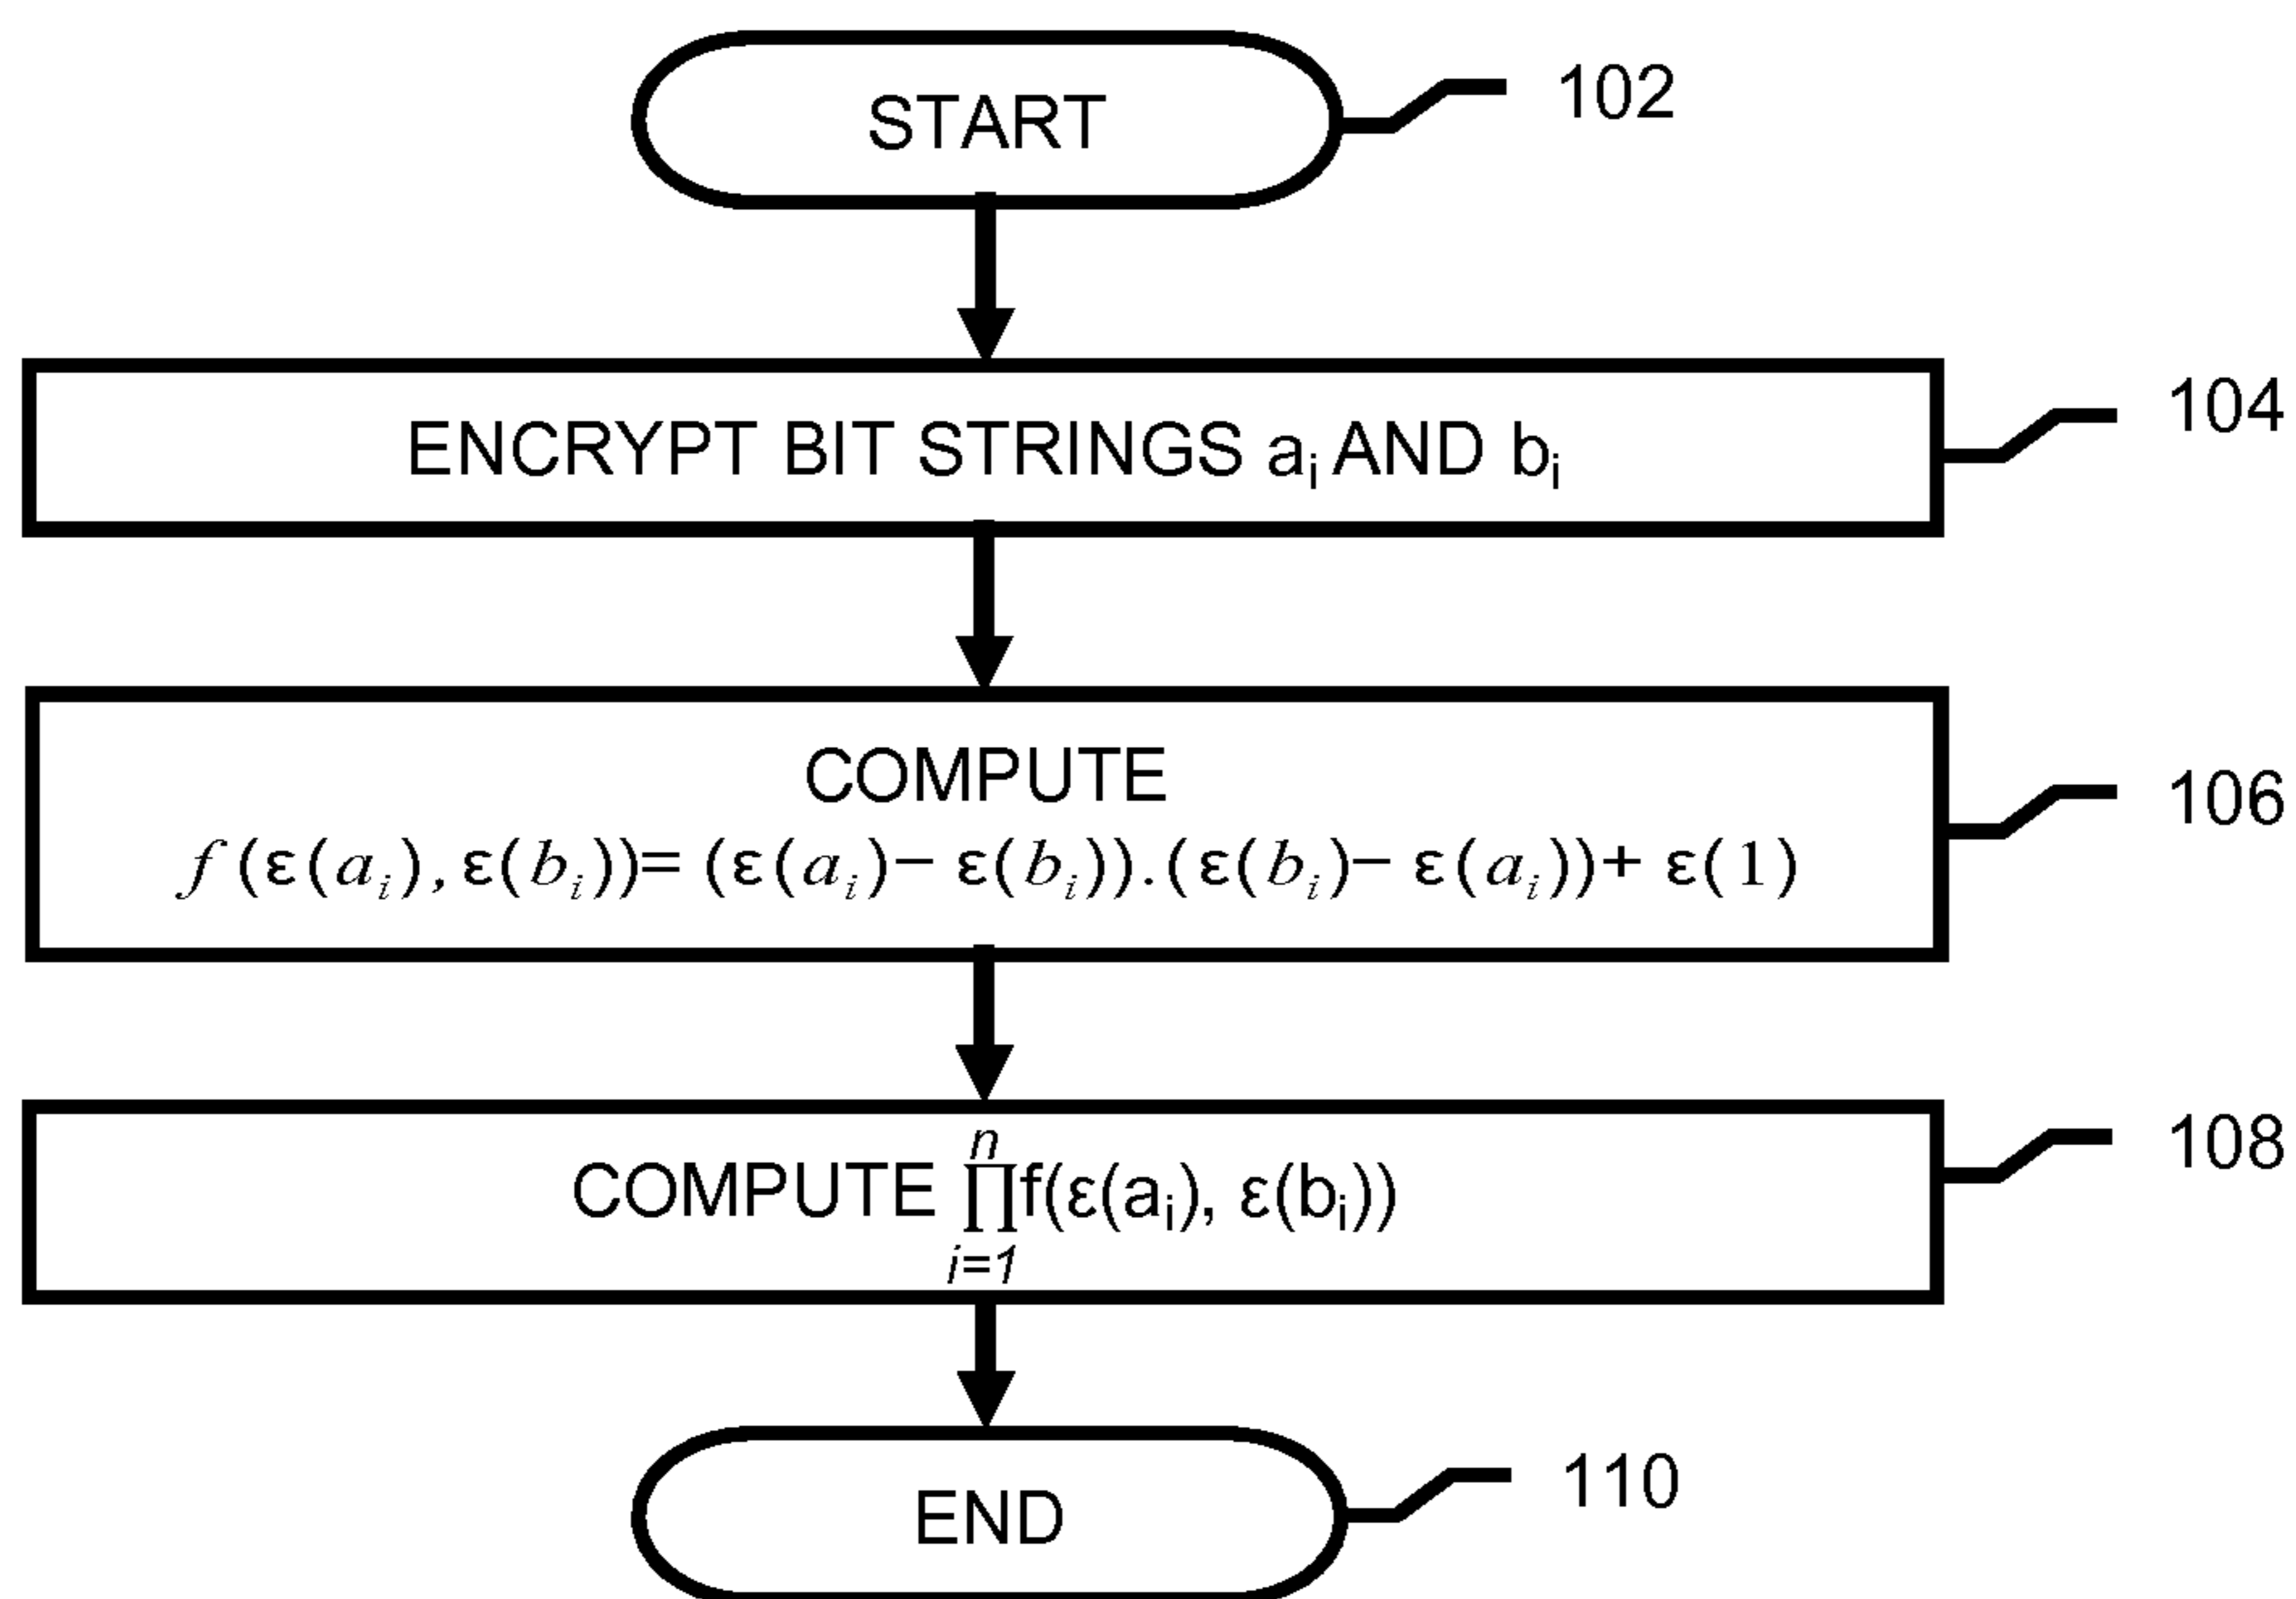 START
102
ENCRYPT BIT STRINGS aᵢ AND bᵢ
104
COMPUTE
f(ε(aᵢ), ε(bᵢ))= (ε(aᵢ)− ε(bᵢ)).(ε(bᵢ)− ε(aᵢ))+ ε(1)
106
n
COMPUTE ∏f(ε(aᵢ), ε(bᵢ))
i=1
108
END
110